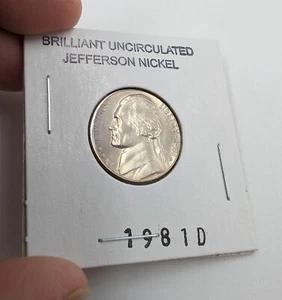 BRILLIANT UNCIRCULATED
JEFFERSON NICKEL
1981D